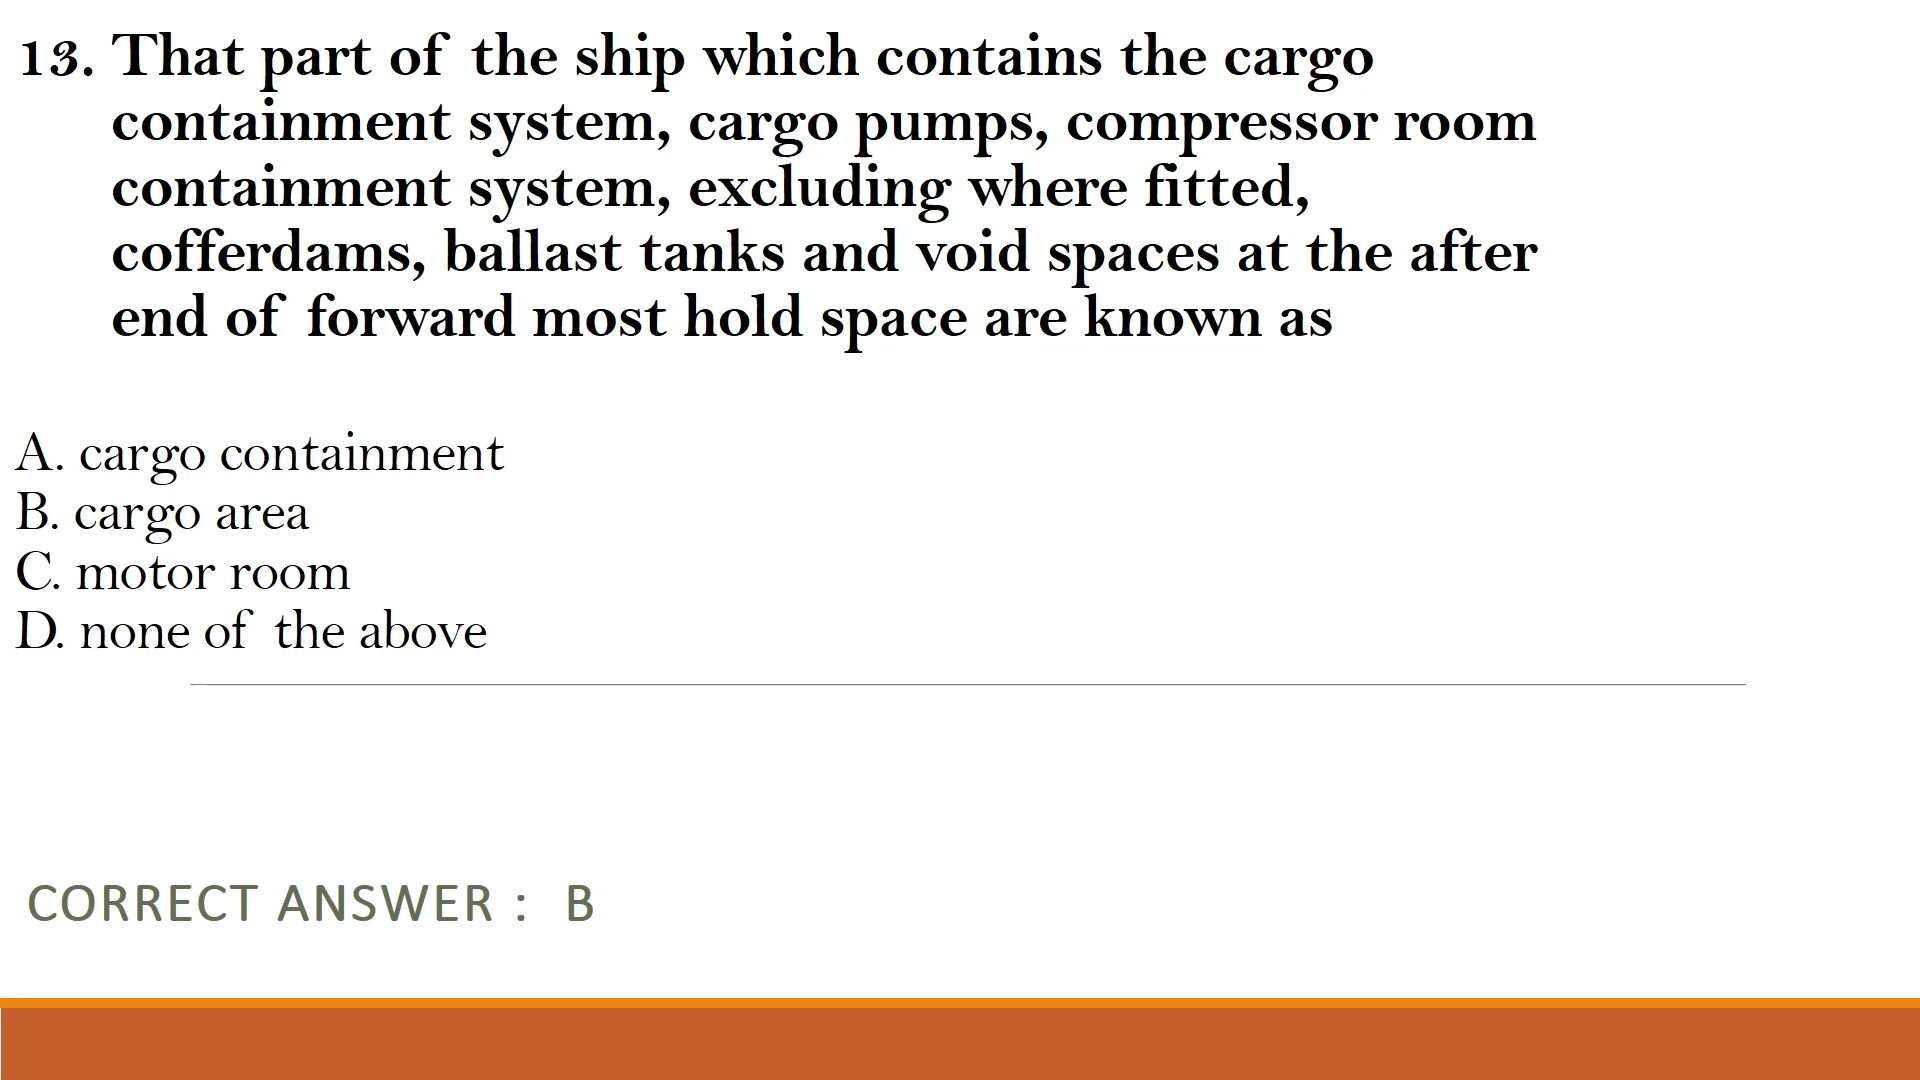 13. That part of the ship which contains the cargo
containment system, cargo pumps, compressor room
containment system, excluding where fitted,
cofferdams, ballast tanks and void spaces at the after
end of forward most hold space are known as
A. cargo containment
B. cargo area
C. motor room
D. none of the above
CORRECT ANSWER : B